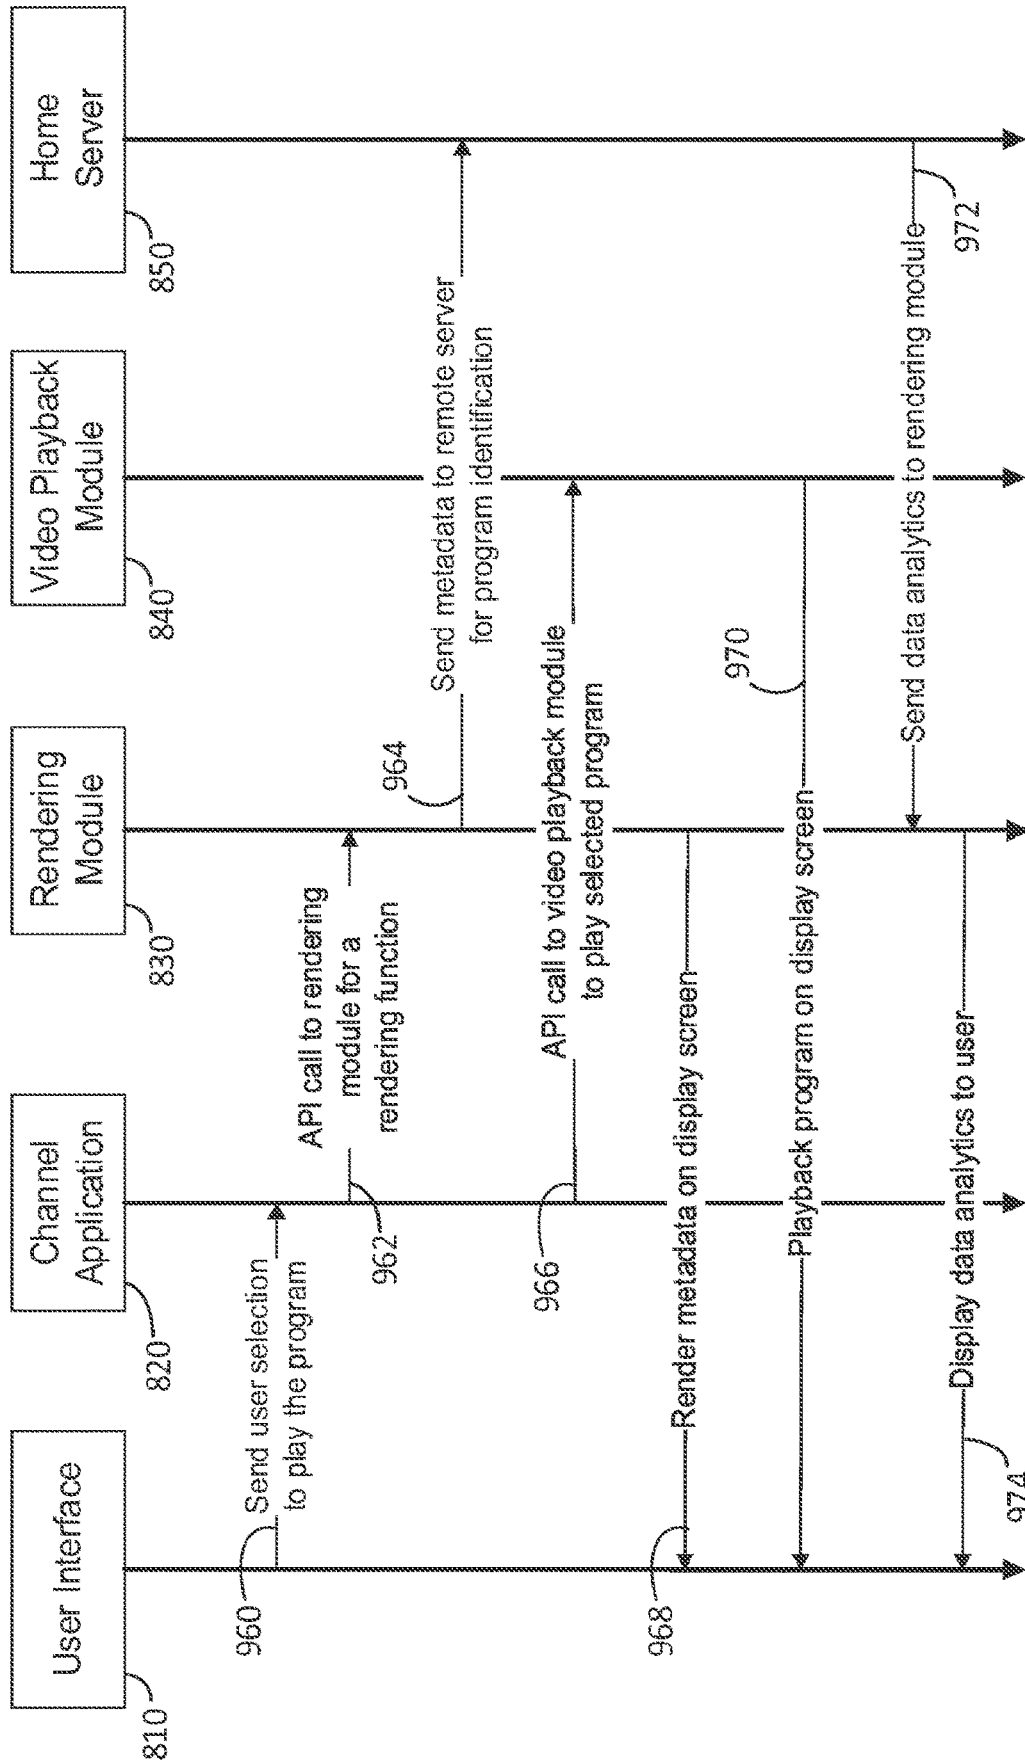 User Interface
810
Channel
Application
820
Rendering
Module
830
Video Playback
Module
840
Home
Server
850
960
Send user selection
to play the program
962
API call to rendering
module for a
rendering function
964
Send metadata to remote server
for program identification
966
API call to video playback module
to play selected program
968
Render metadata on display screen
970
Playback program on display screen
972
Send data analytics to rendering module
974
Display data analytics to user